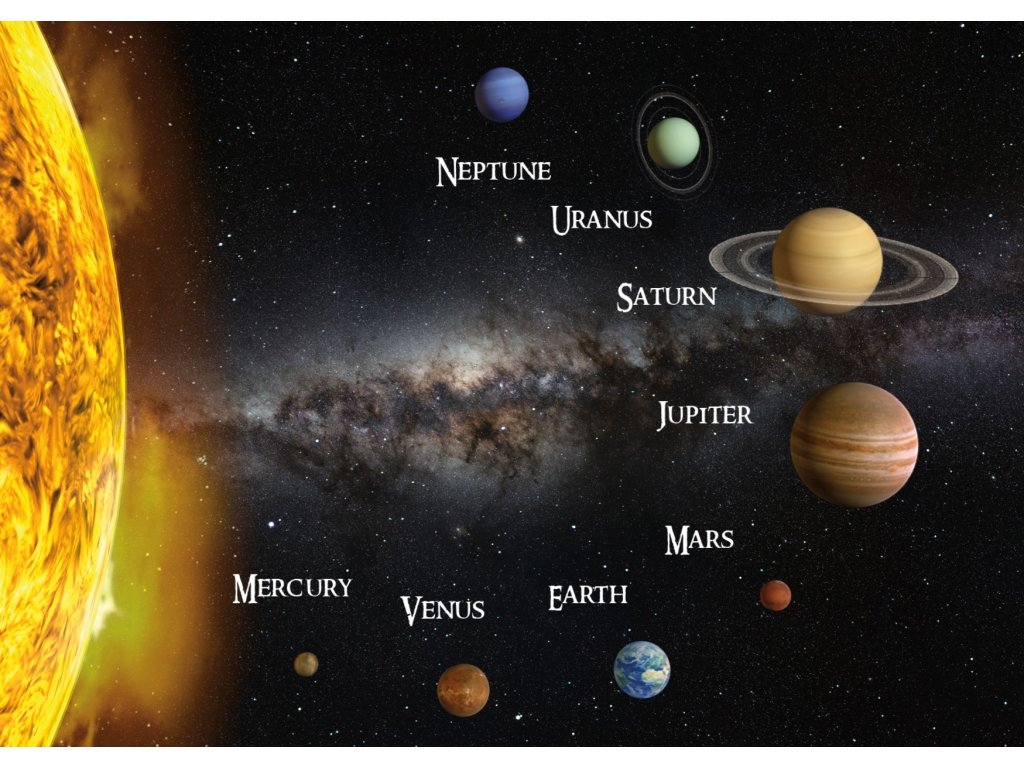 Neptune
Uranus
Saturn
Jupiter
Mars
Mercury
Venus
Earth